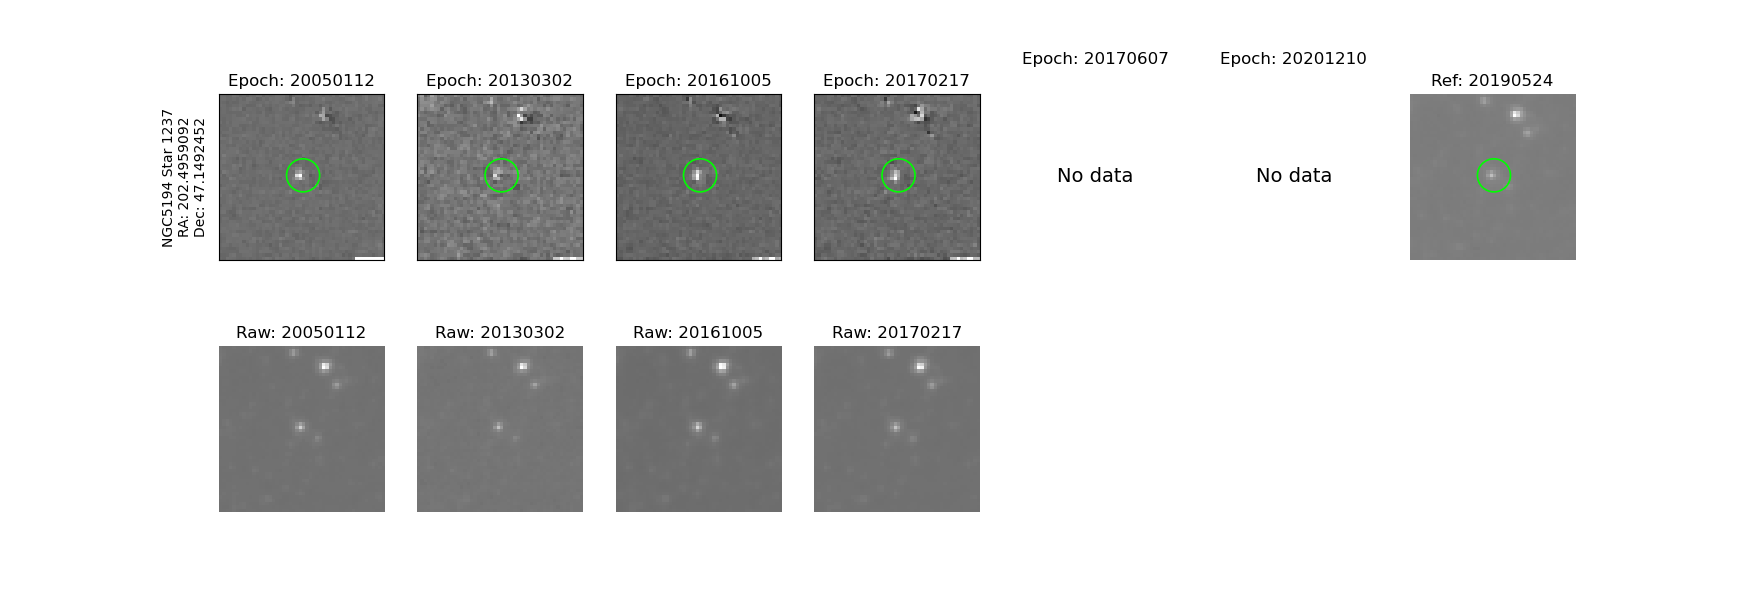 Epoch: 20050112
Epoch: 20130302
Epoch: 20161005
Epoch: 20170217
Epoch: 20170607
Epoch: 20201210
Ref: 20190524
NGC5194 Star 1237
RA: 202.4959092
Dec: 47.1492452
No data
No data
Raw: 20050112
Raw: 20130302
Raw: 20161005
Raw: 20170217